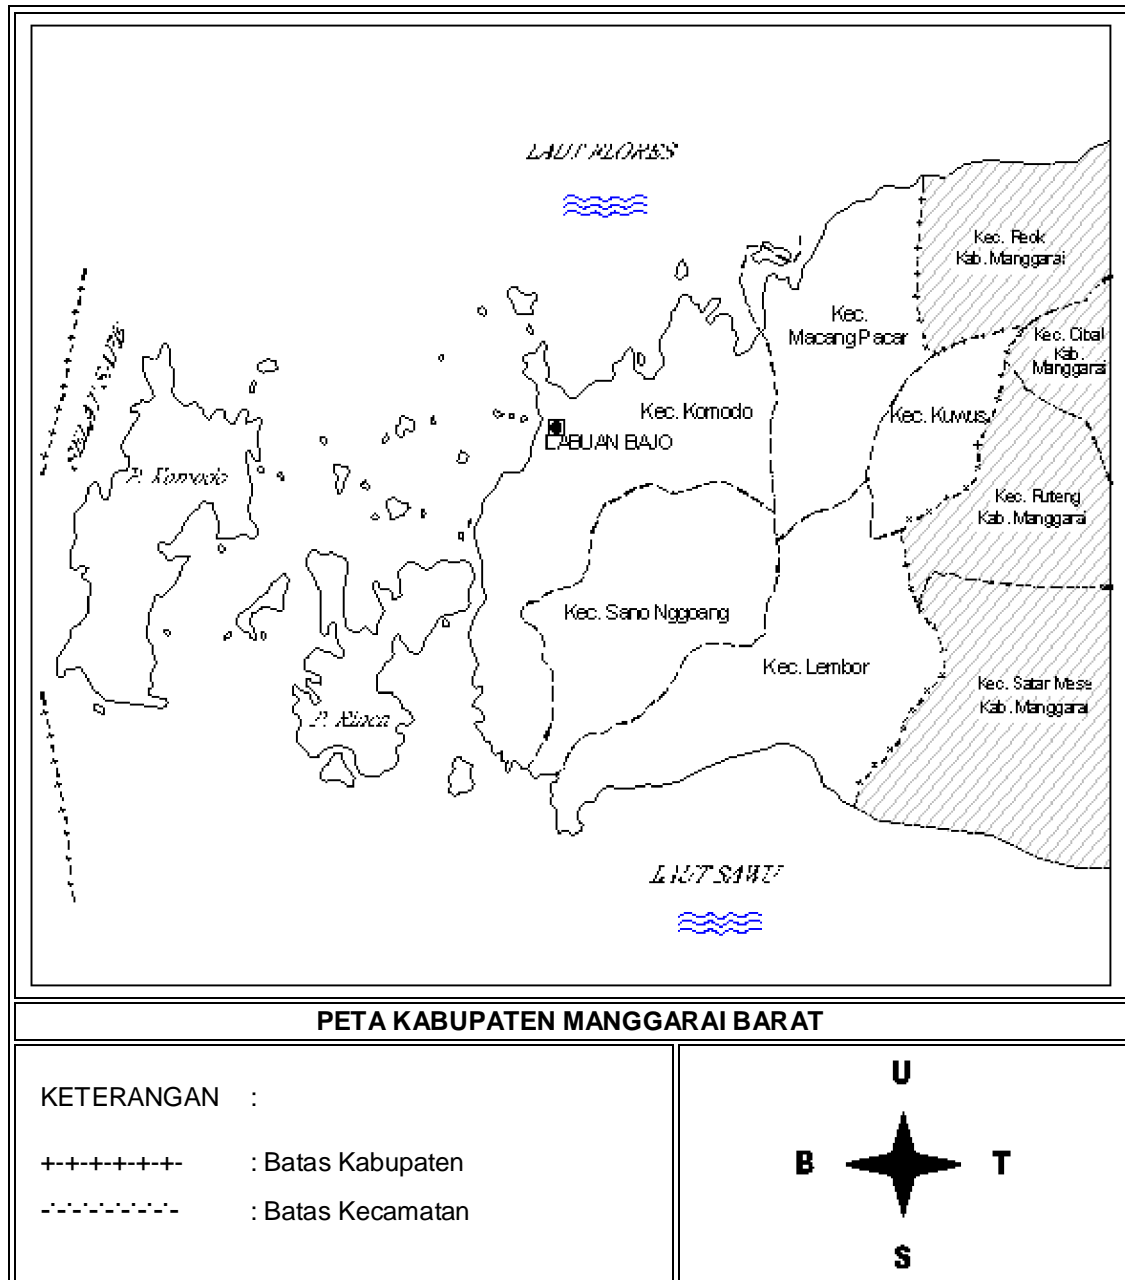 LAUT FLORES
Kec. Reok
Kab. Manggarai
Kec.
Macang Pacar
Kec. Cibal
Kab.
Manggarai
Kec. Komodo
Kec. Kuwus
LABUAN BAJO
P. Komodo
Kec. Ruteng
Kab. Manggarai
Kec. Sano Nggoang
Kec. Lembor
Kec. Satar Mese
Kab. Manggarai
P. Rinca
LAUT SAWU
PETA KABUPATEN MANGGARAI BARAT
KETERANGAN :
+-+-+-+-+-+- : Batas Kabupaten
: Batas Kecamatan
U
B T
S